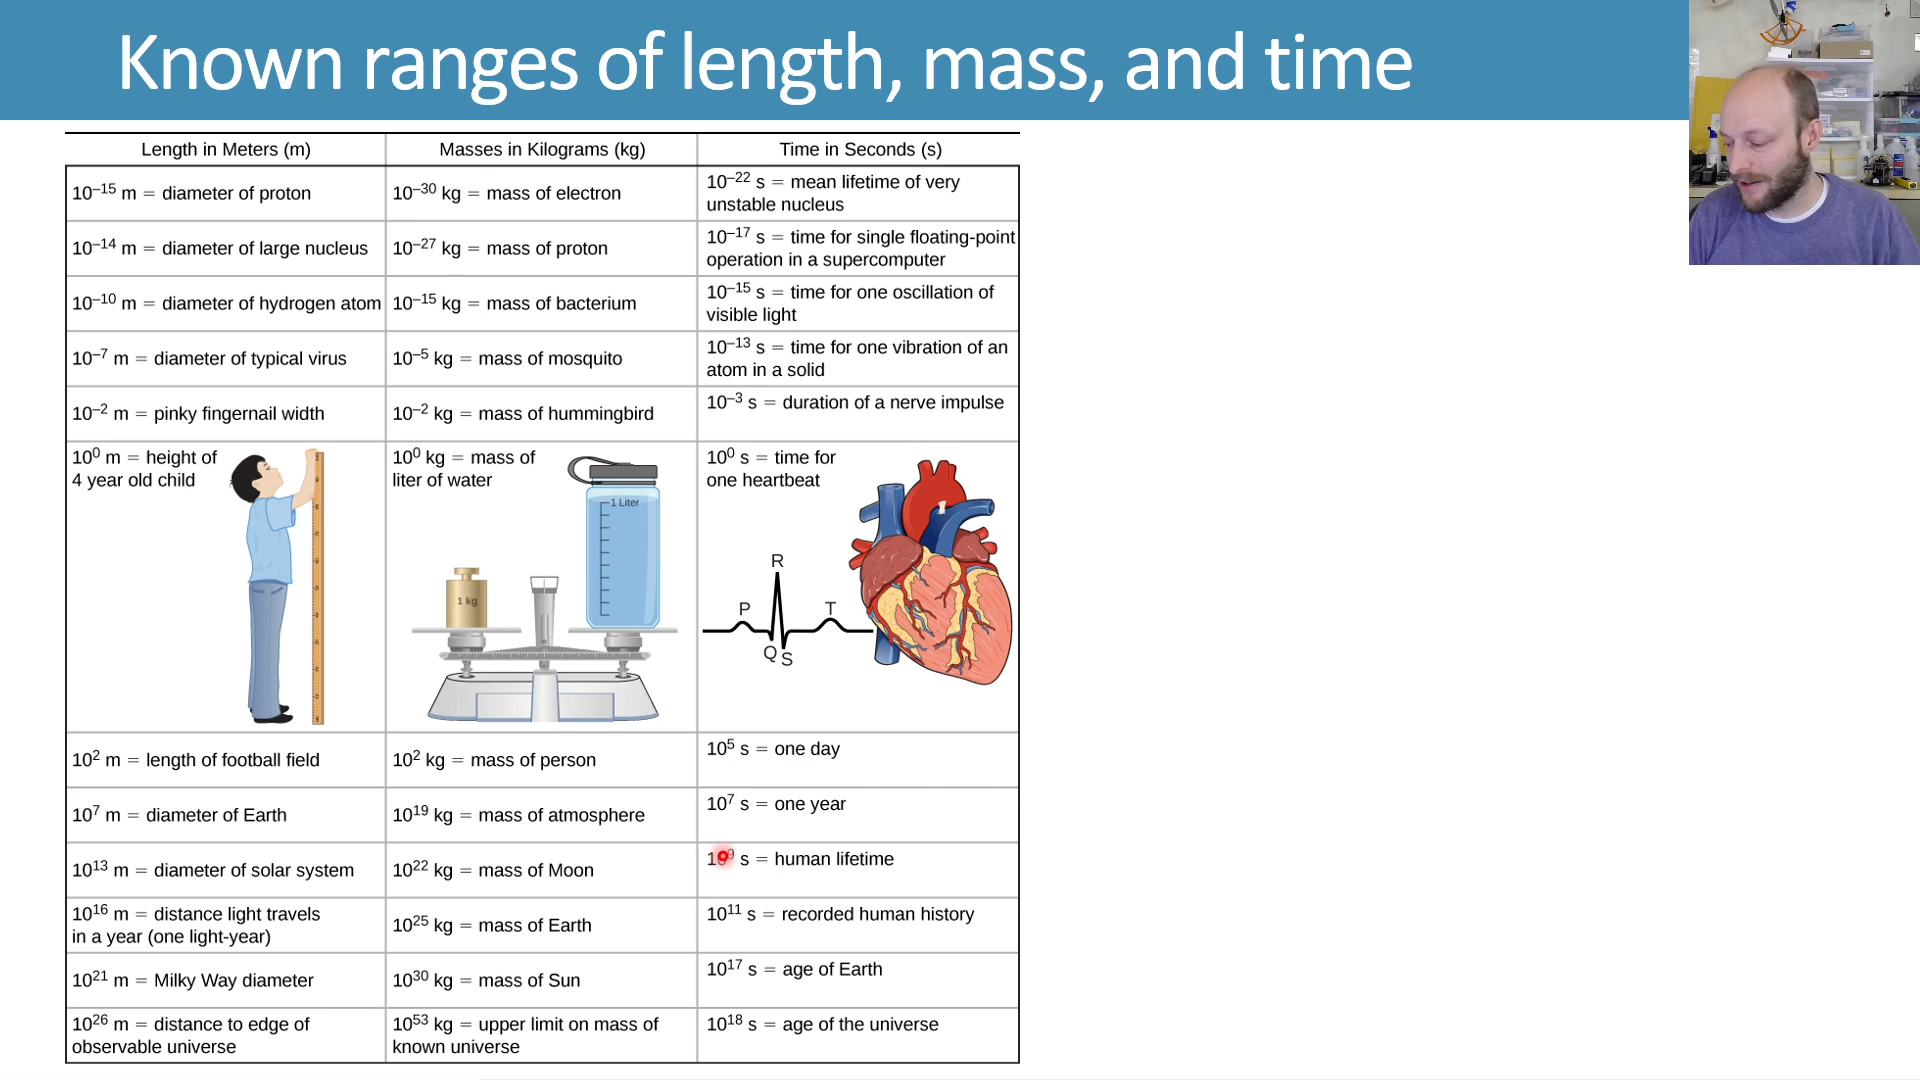 Known ranges of length, mass, and time
Length in Meters (m)
Masses in Kilograms (kg)
Time in Seconds (s)
10⁻¹⁵ m = diameter of proton
10⁻³⁰ kg = mass of electron
10⁻²² s = mean lifetime of very
unstable nucleus
10⁻¹⁴ m = diameter of large nucleus
10⁻²⁷ kg = mass of proton
10⁻¹⁷ s = time for single floating-point
operation in a supercomputer
10⁻¹⁰ m = diameter of hydrogen atom
10⁻¹⁵ kg = mass of bacterium
10⁻¹⁵ s = time for one oscillation of
visible light
10⁻⁷ m = diameter of typical virus
10⁻⁵ kg = mass of mosquito
10⁻¹³ s = time for one vibration of an
atom in a solid
10⁻² m = pinky fingernail width
10⁻² kg = mass of hummingbird
10⁻³ s = duration of a nerve impulse
10⁰ m = height of
4 year old child
10⁰ kg = mass of
liter of water
1 Liter
1 kg
10⁰ s = time for
one heartbeat
R
P
T
Q
S
10² m = length of football field
10² kg = mass of person
10⁵ s = one day
10⁷ m = diameter of Earth
10¹⁹ kg = mass of atmosphere
10⁷ s = one year
10¹³ m = diameter of solar system
10²² kg = mass of Moon
10⁹ s = human lifetime
10¹⁶ m = distance light travels
in a year (one light-year)
10²⁵ kg = mass of Earth
10¹¹ s = recorded human history
10²¹ m = Milky Way diameter
10³⁰ kg = mass of Sun
10¹⁷ s = age of Earth
10²⁶ m = distance to edge of
observable universe
10⁵³ kg = upper limit on mass of
known universe
10¹⁸ s = age of the universe